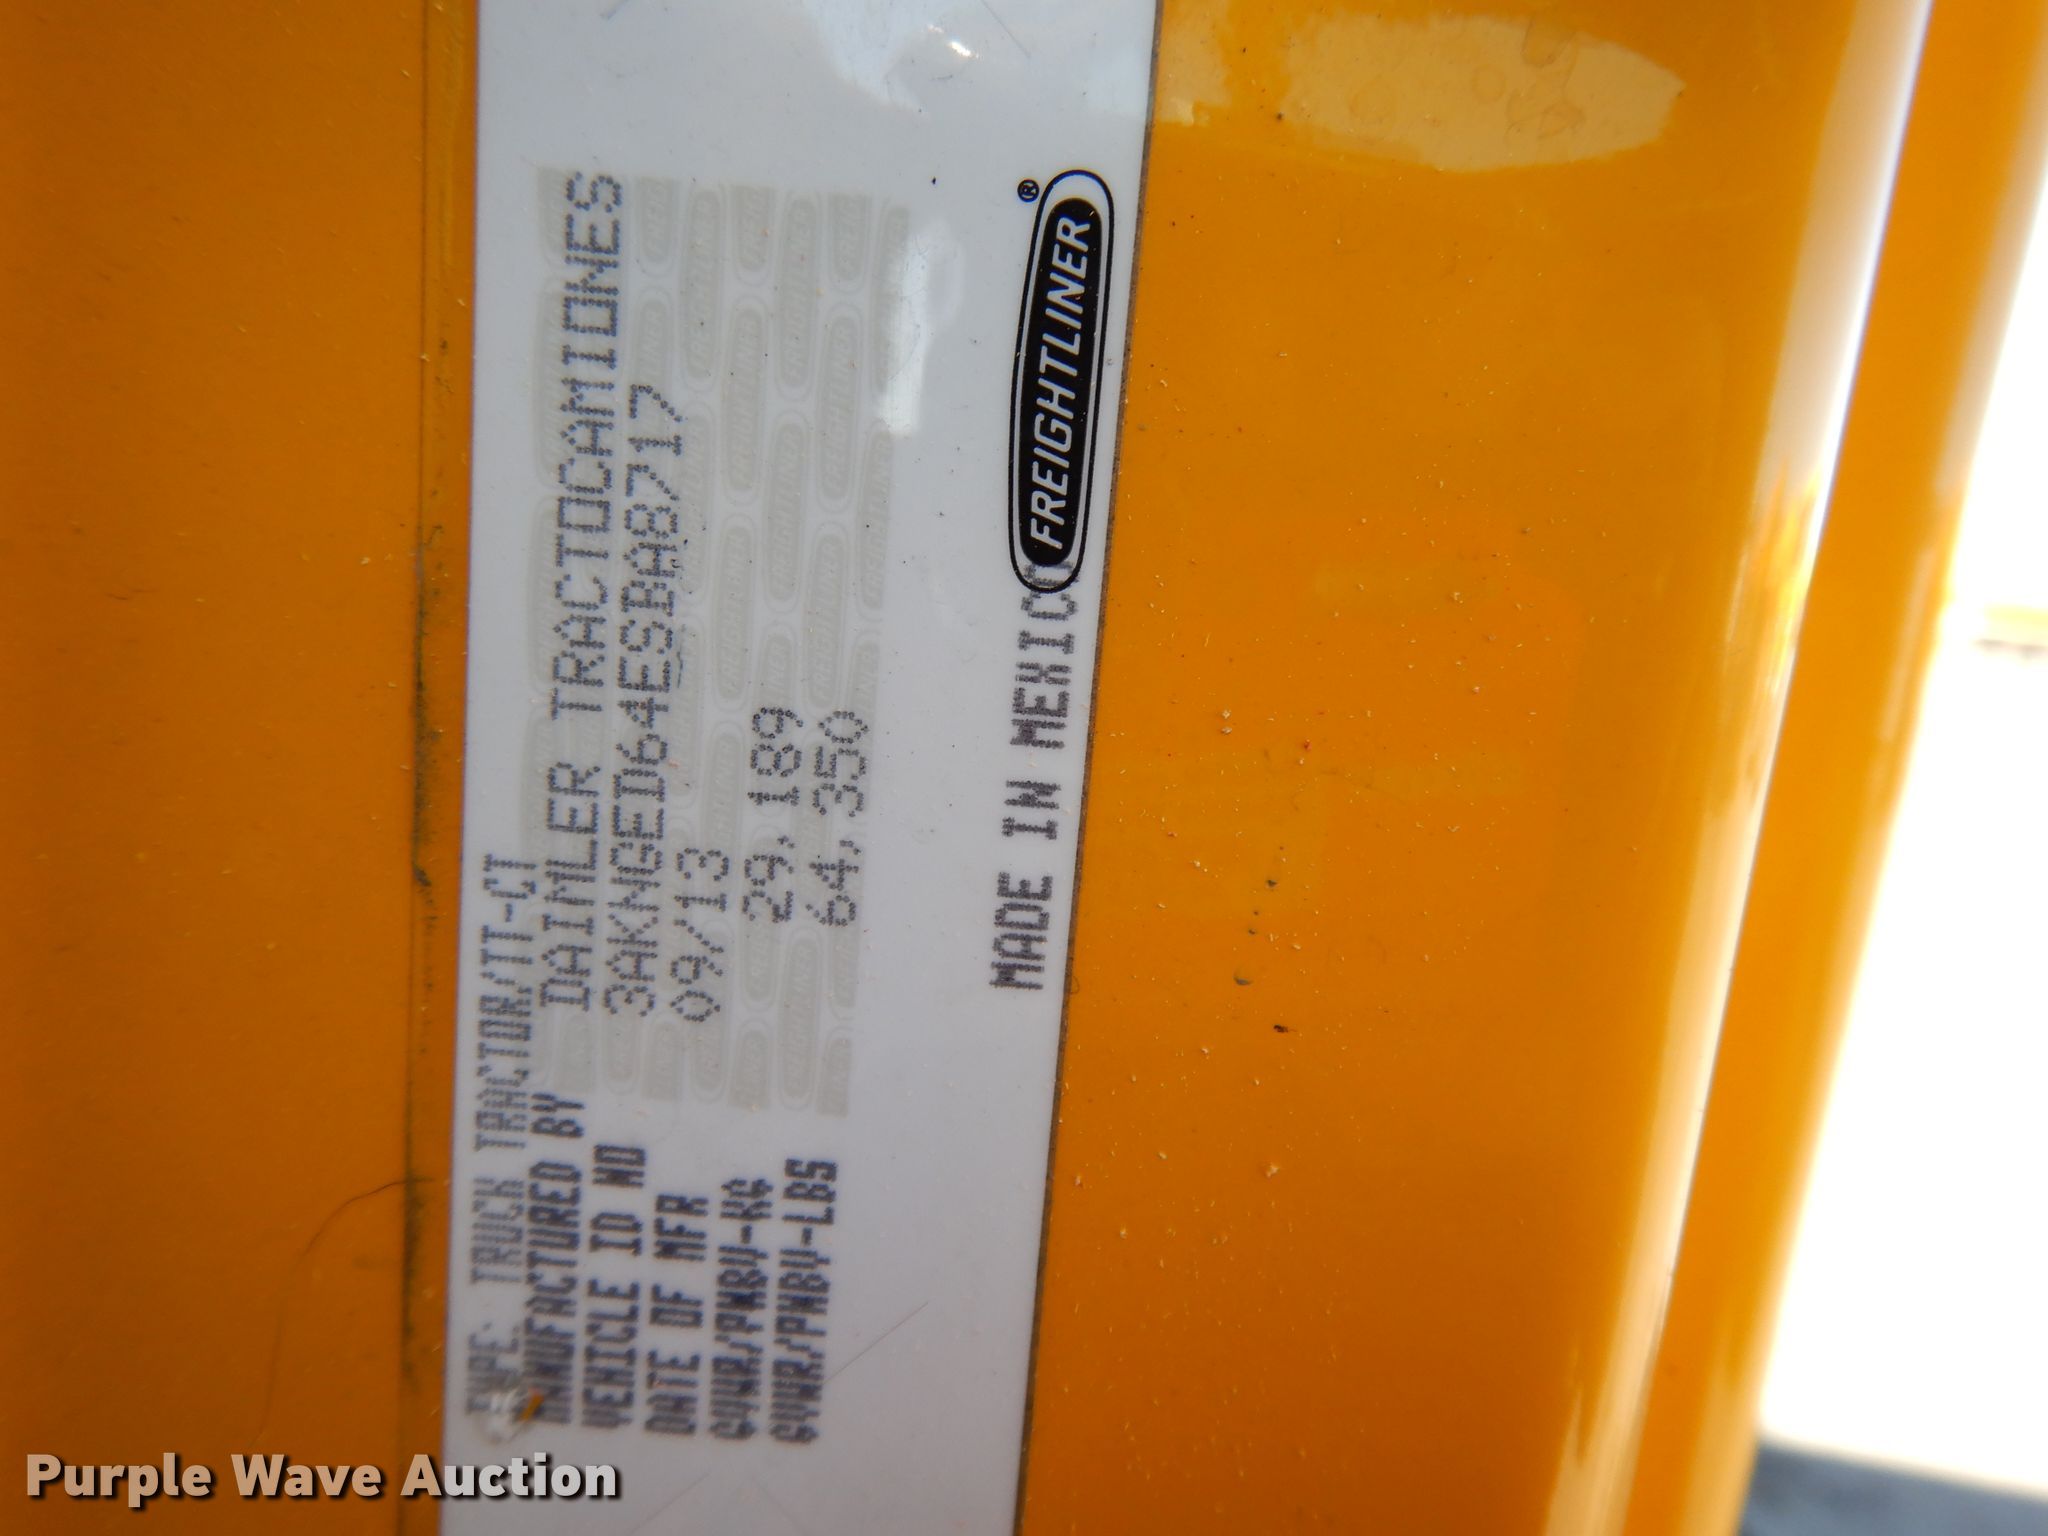 TYPE: TRUCK TRACTOR/TT-CT
MANUFACTURED BY DAIMLER TRACTOCAMIONES
VEHICLE ID NO 3AKNGED64ESBA8717
DATE OF MFR 09/13
GVWR/PNBV-KG 29,189
GVWR/PNBV-LBS 64,350
MADE IN MEXICO
FREIGHTLINER®
Purple Wave Auction